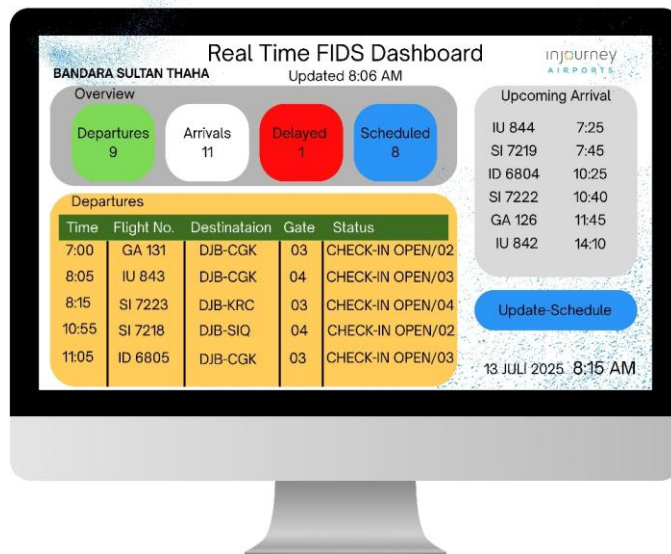 Real Time FIDS Dashboard
injourney
AIRPORTS
BANDARA SULTAN THAHA
Updated 8:06 AM
Overview
Departures
9
Arrivals
11
Delayed
1
Scheduled
8
Upcoming Arrival
IU 844 7:25
SI 7219 7:45
ID 6804 10:25
SI 7222 10:40
GA 126 11:45
IU 842 14:10
Departures
Time Flight No. Destinataion Gate Status
7:00 GA 131 DJB-CGK 03 CHECK-IN OPEN/02
8:05 IU 843 DJB-CGK 04 CHECK-IN OPEN/03
8:15 SI 7223 DJB-KRC 03 CHECK-IN OPEN/04
10:55 SI 7218 DJB-SIQ 04 CHECK-IN OPEN/02
11:05 ID 6805 DJB-CGK 03 CHECK-IN OPEN/03
Update-Schedule
13 JULI 2025 8:15 AM